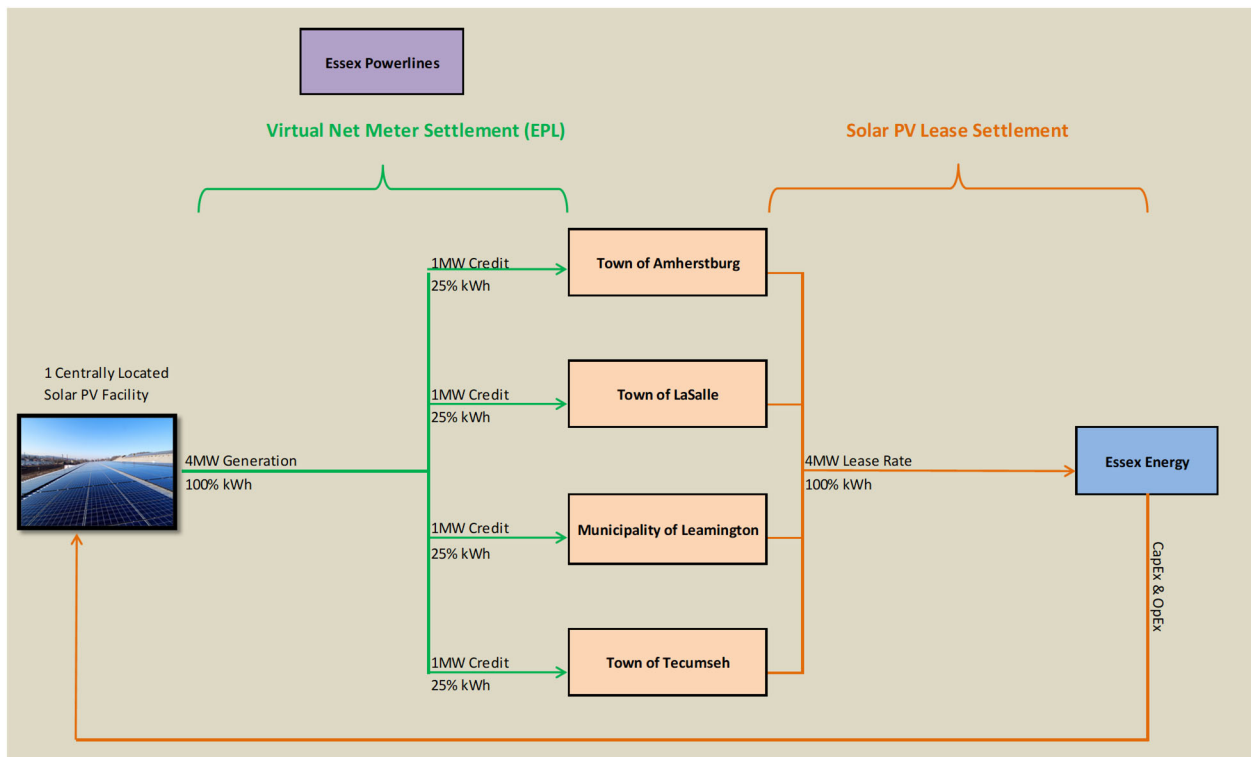 Essex Powerlines
Virtual Net Meter Settlement (EPL)
Solar PV Lease Settlement
1MW Credit
25% kWh
Town of Amherstburg
1 Centrally Located
Solar PV Facility
1MW Credit
25% kWh
Town of LaSalle
4MW Generation
100% kWh
4MW Lease Rate
100% kWh
Essex Energy
1MW Credit
25% kWh
Municipality of Leamington
CapEx & OpEx
1MW Credit
25% kWh
Town of Tecumseh